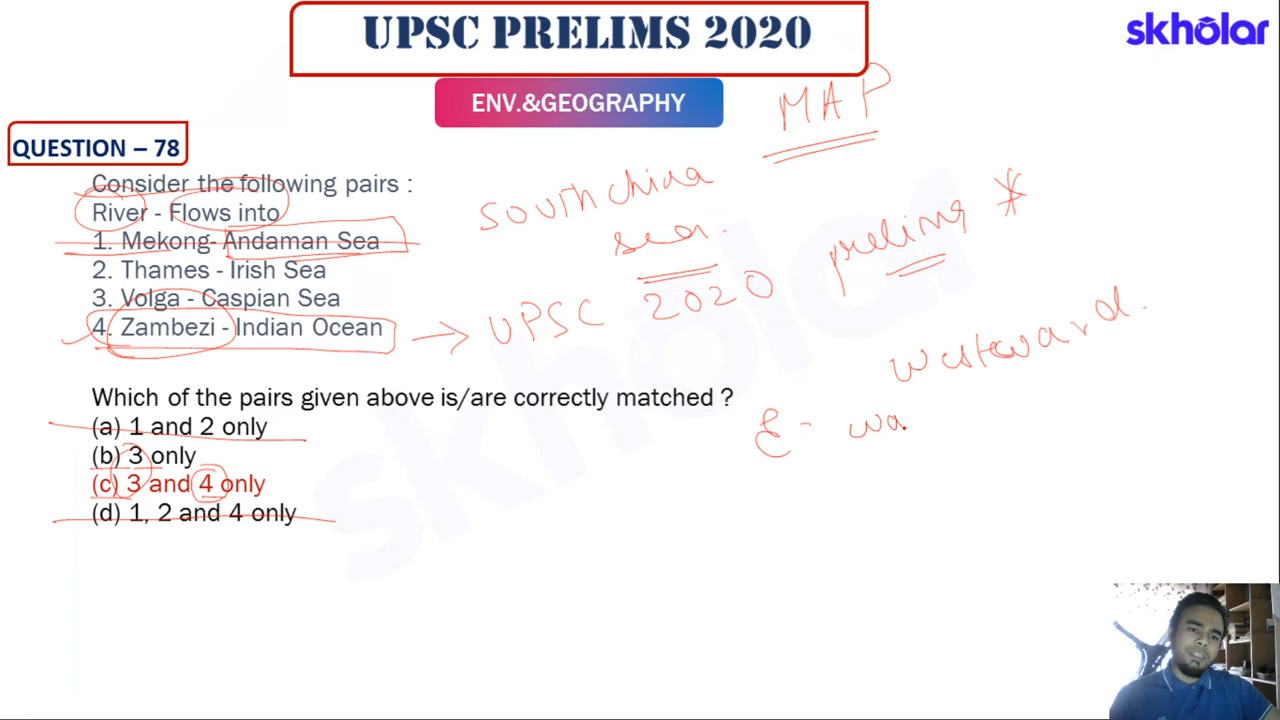 UPSC PRELIMS 2020
skhōlar
ENV.&GEOGRAPHY
MAP
QUESTION – 78
Consider the following pairs :
River - Flows into
1. Mekong- Andaman Sea
2. Thames - Irish Sea
3. Volga - Caspian Sea
4. Zambezi - Indian Ocean
South china
sea.
prelims *
→ UPSC 2020
westward.
E - wa
Which of the pairs given above is/are correctly matched ?
(a) 1 and 2 only
(b) 3 only
(c) 3 and 4 only
(d) 1, 2 and 4 only
skholar